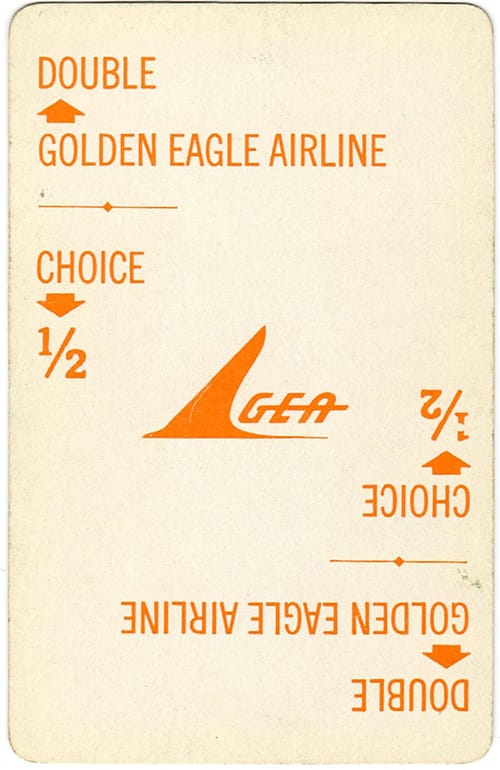 DOUBLE
GOLDEN EAGLE AIRLINE
CHOICE
1/2
GEA
1/2
CHOICE
GOLDEN EAGLE AIRLINE
DOUBLE